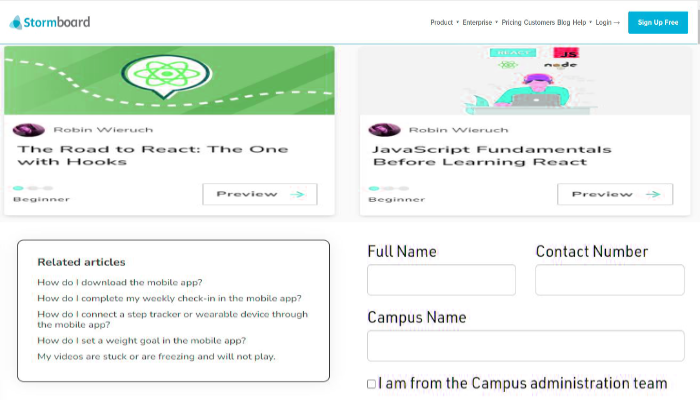 Stormboard
Product Enterprise Pricing Customers Blog Help Login → Sign Up Free
REACT
JS
node
Robin Wieruch
The Road to React: The One
with Hooks
Beginner
Preview →
Robin Wieruch
JavaScript Fundamentals
Before Learning React
Beginner
Preview →
Related articles
How do I download the mobile app?
How do I complete my weekly check-in in the mobile app?
How do I connect a step tracker or wearable device through
the mobile app?
How do I set a weight goal in the mobile app?
My videos are stuck or are freezing and will not play.
Full Name
Contact Number
Campus Name
I am from the Campus administration team